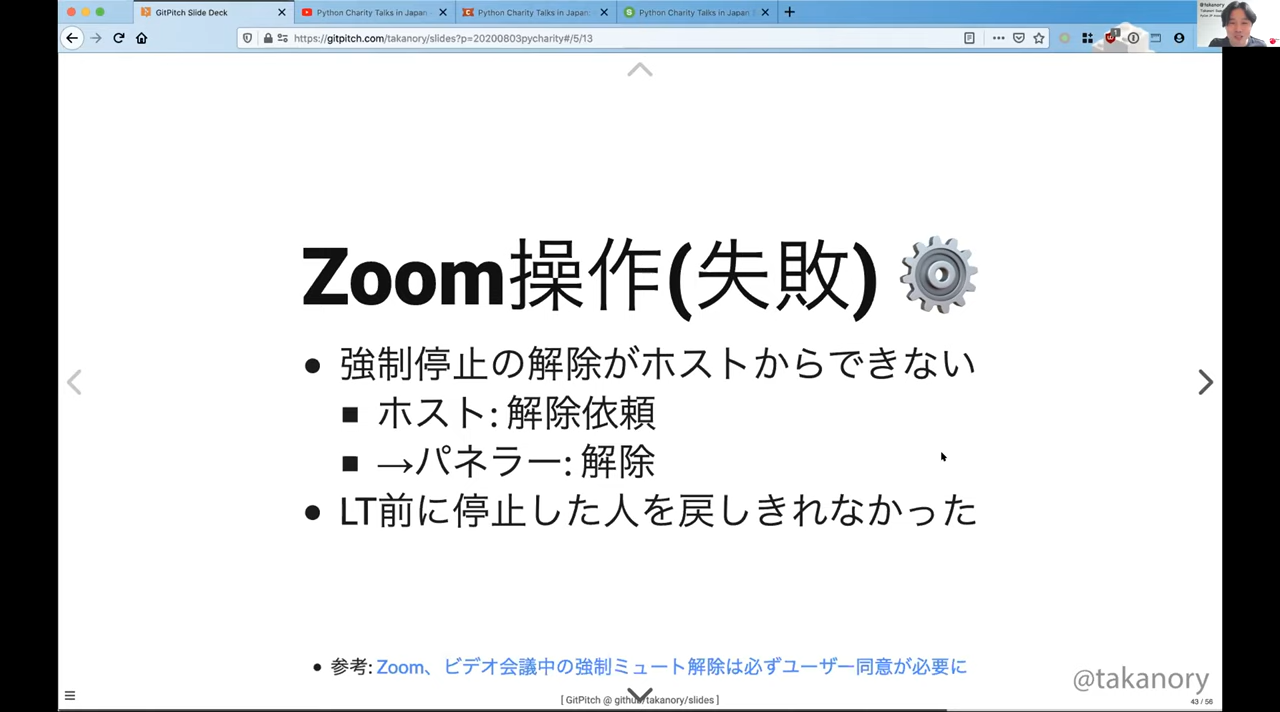 GitPitch Slide Deck
Python Charity Talks in Japan
Python Charity Talks in Japan:
Python Charity Talks in Japan
https://gitpitch.com/takanory/slides?p=20200803pycharity#/5/13
Zoom操作(失敗)
強制停止の解除がホストからできない
ホスト: 解除依頼
→パネラー: 解除
LT前に停止した人を戻しきれなかった
参考: Zoom、ビデオ会議中の強制ミュート解除は必ずユーザー同意が必要に
@takanory
[ GitPitch @ github/takanory/slides ]
43 / 56